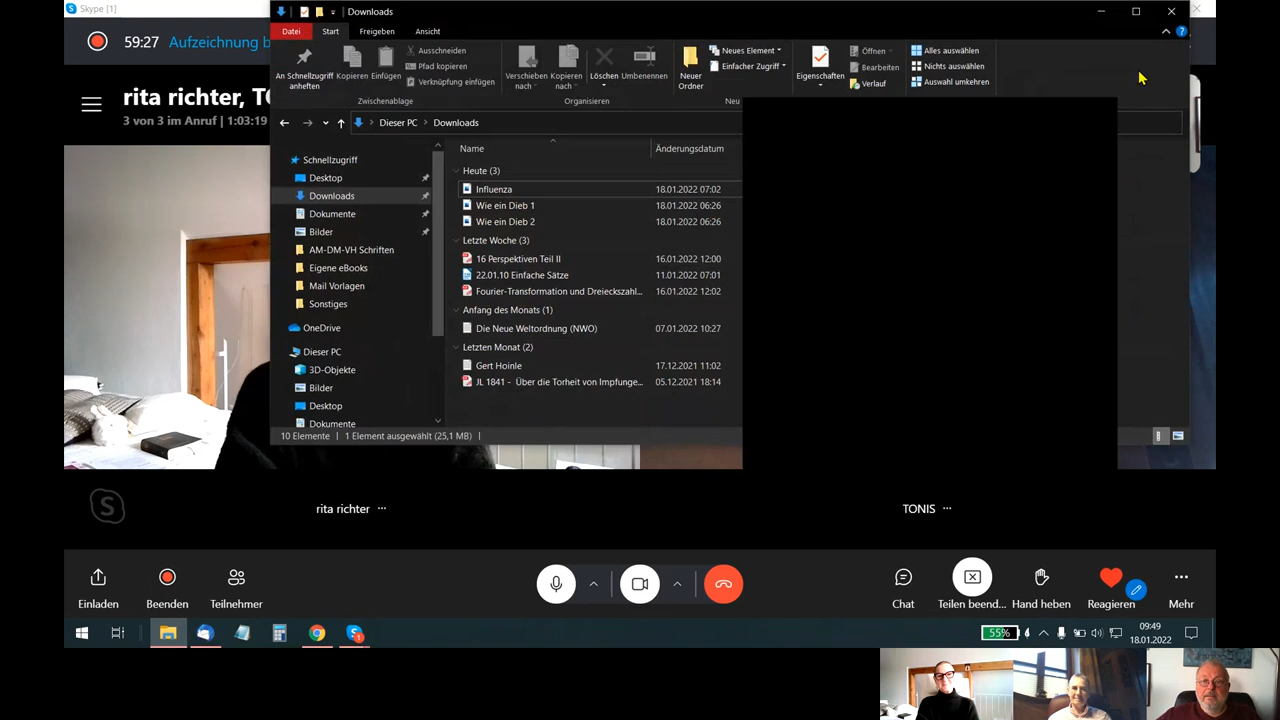 Skype [1]
Downloads
59:27 Aufzeichnung b
Datei Start Freigeben Ansicht
An Schnellzugriff anheften
Kopieren
Einfügen
Ausschneiden
Pfad kopieren
Verknüpfung einfügen
Verschieben nach
Kopieren nach
Löschen
Umbenennen
Neuer Ordner
Neues Element
Einfacher Zugriff
Eigenschaften
Öffnen
Bearbeiten
Verlauf
Alles auswählen
Nichts auswählen
Auswahl umkehren
Zwischenablage Organisieren Neu
rita richter, TO
3 von 3 im Anruf | 1:03:19
Dieser PC Downloads
Schnellzugriff
Desktop
Downloads
Dokumente
Bilder
AM-DM-VH Schriften
Eigene eBooks
Mail Vorlagen
Sonstiges
OneDrive
Dieser PC
3D-Objekte
Bilder
Desktop
Dokumente
Name Änderungsdatum
Heute (3)
Influenza 18.01.2022 07:02
Wie ein Dieb 1 18.01.2022 06:26
Wie ein Dieb 2 18.01.2022 06:26
Letzte Woche (3)
16 Perspektiven Teil II 16.01.2022 12:00
22.01.10 Einfache Sätze 11.01.2022 07:01
Fourier-Transformation und Dreieckszahl... 16.01.2022 12:02
Anfang des Monats (1)
Die Neue Weltordnung (NWO) 07.01.2022 10:27
Letzten Monat (2)
Gert Hoinle 17.12.2021 11:02
JL 1841 - Über die Torheit von Impfunge... 05.12.2021 18:14
10 Elemente 1 Element ausgewählt (25,1 MB)
rita richter ... TONIS ...
Einladen Beenden Teilnehmer Chat Teilen beend... Hand heben Reagieren Mehr
55% 09:49
18.01.2022